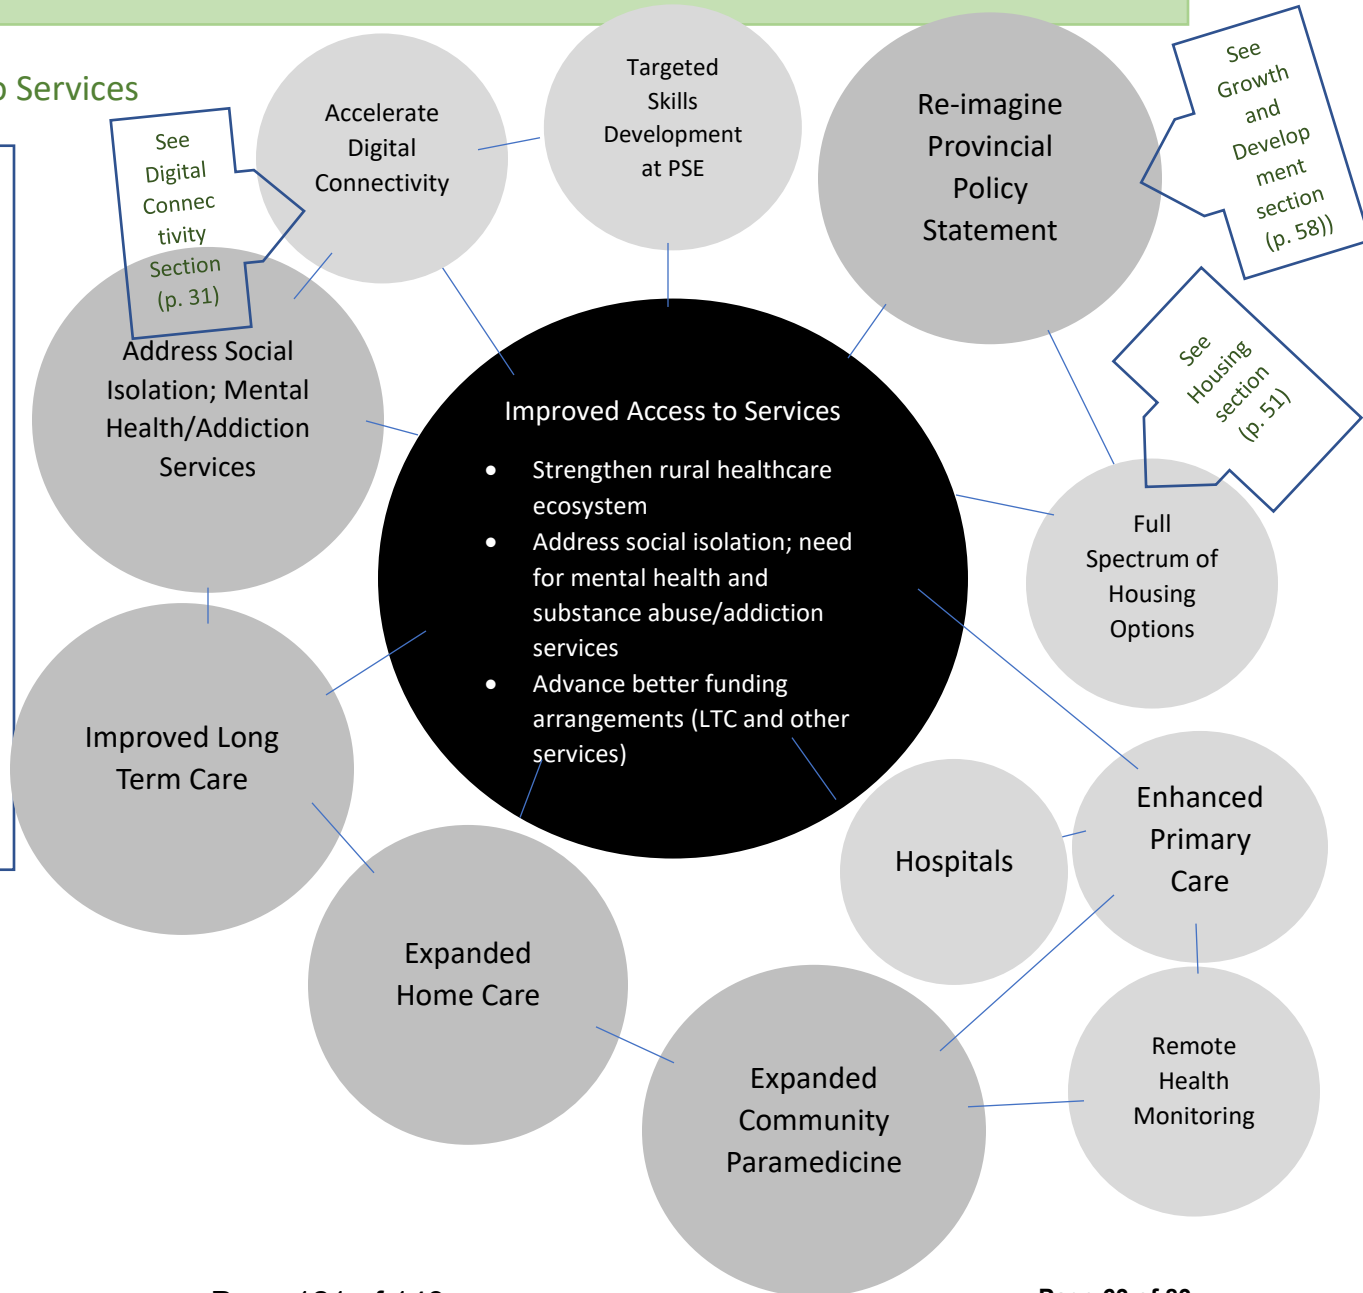 Services
See
Digital
Connec
tivity
Section
(p. 31)
Accelerate
Digital
Connectivity
Targeted
Skills
Development
at PSE
Re-imagine
Provincial
Policy
Statement
See
Growth
and
Develop
ment
section
(p. 58))
See
Housing
section
(p. 51)
Address Social
Isolation; Mental
Health/Addiction
Services
Improved Access to Services
• Strengthen rural healthcare
ecosystem
• Address social isolation; need
for mental health and
substance abuse/addiction
services
• Advance better funding
arrangements (LTC and other
services)
Full
Spectrum of
Housing
Options
Improved Long
Term Care
Hospitals
Enhanced
Primary
Care
Expanded
Home Care
Expanded
Community
Paramedicine
Remote
Health
Monitoring